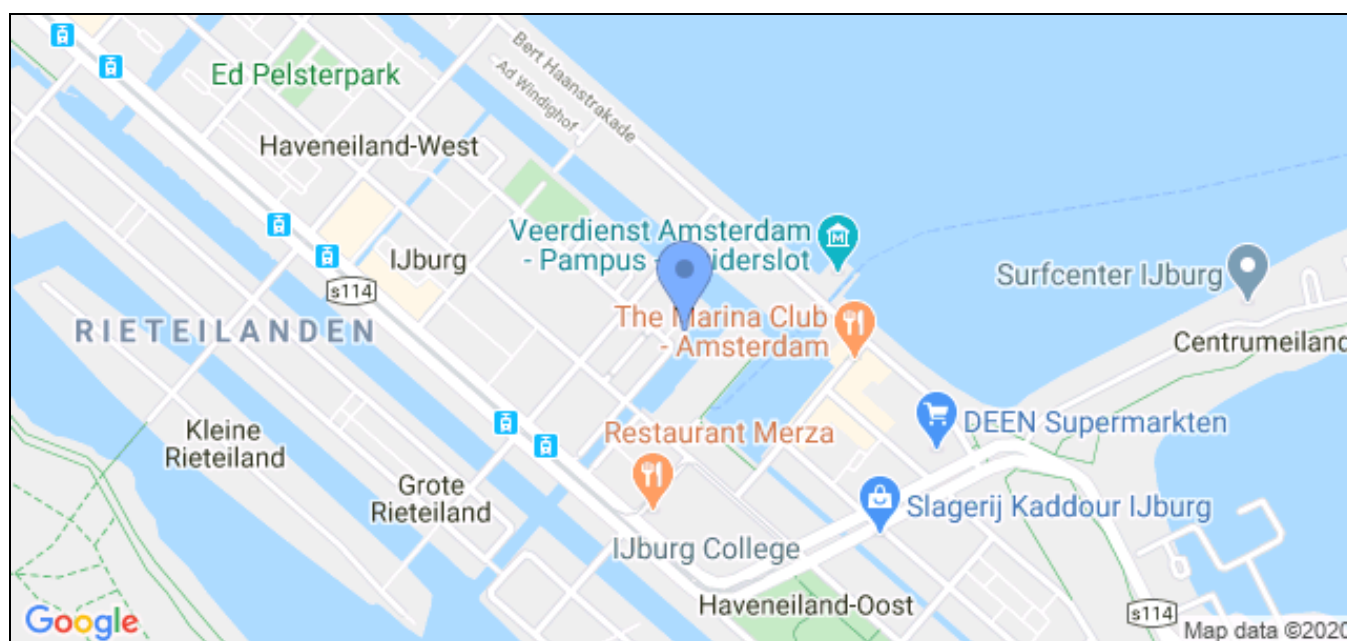 Bert Haanstrakade
Ad Windighof
Ed Pelsterpark
Haveneiland-West
Veerdienst Amsterdam
- Pampus - uiderslot
IJburg
Surfcenter IJburg
s114
The Marina Club
- Amsterdam
RIETEILANDEN
Centrumeiland
DEEN Supermarkten
Kleine
Rieteiland
Restaurant Merza
Grote
Rieteiland
Slagerij Kaddour IJburg
IJburg College
Haveneiland-Oost
s114
Google
Map data ©2020